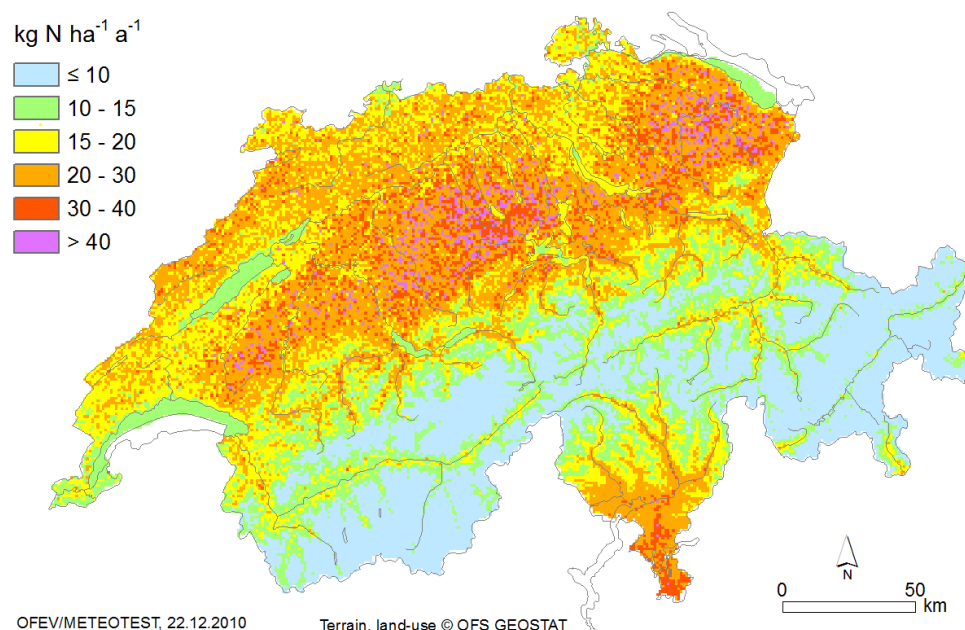 kg N ha⁻¹ a⁻¹
≤ 10
10 - 15
15 - 20
20 - 30
30 - 40
> 40
N
0 50
km
OFEV/METEOTEST, 22.12.2010 Terrain, land-use © OFS GEOSTAT